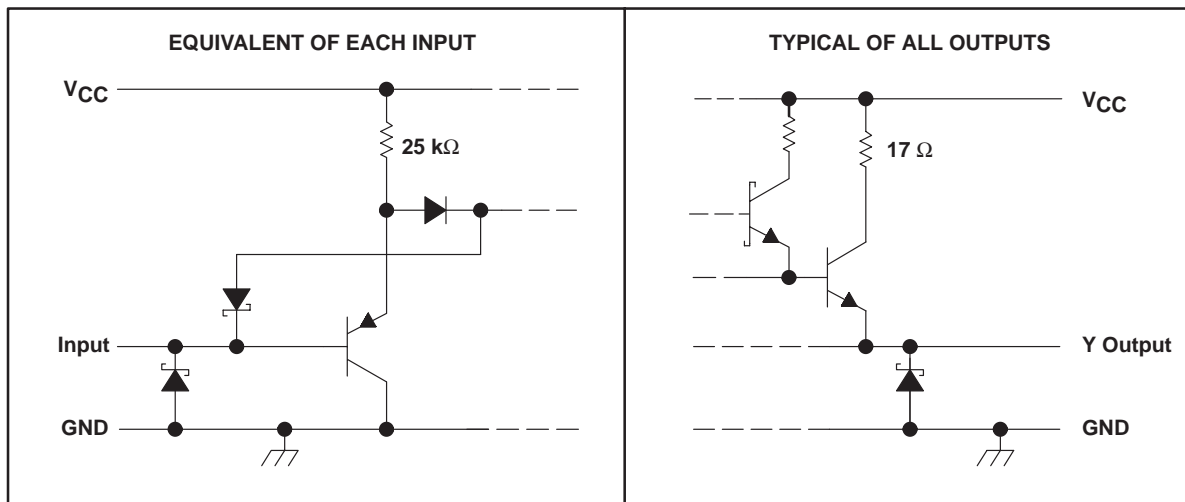 EQUIVALENT OF EACH INPUT
VCC
25 kΩ
Input
GND
TYPICAL OF ALL OUTPUTS
VCC
17 Ω
Y Output
GND